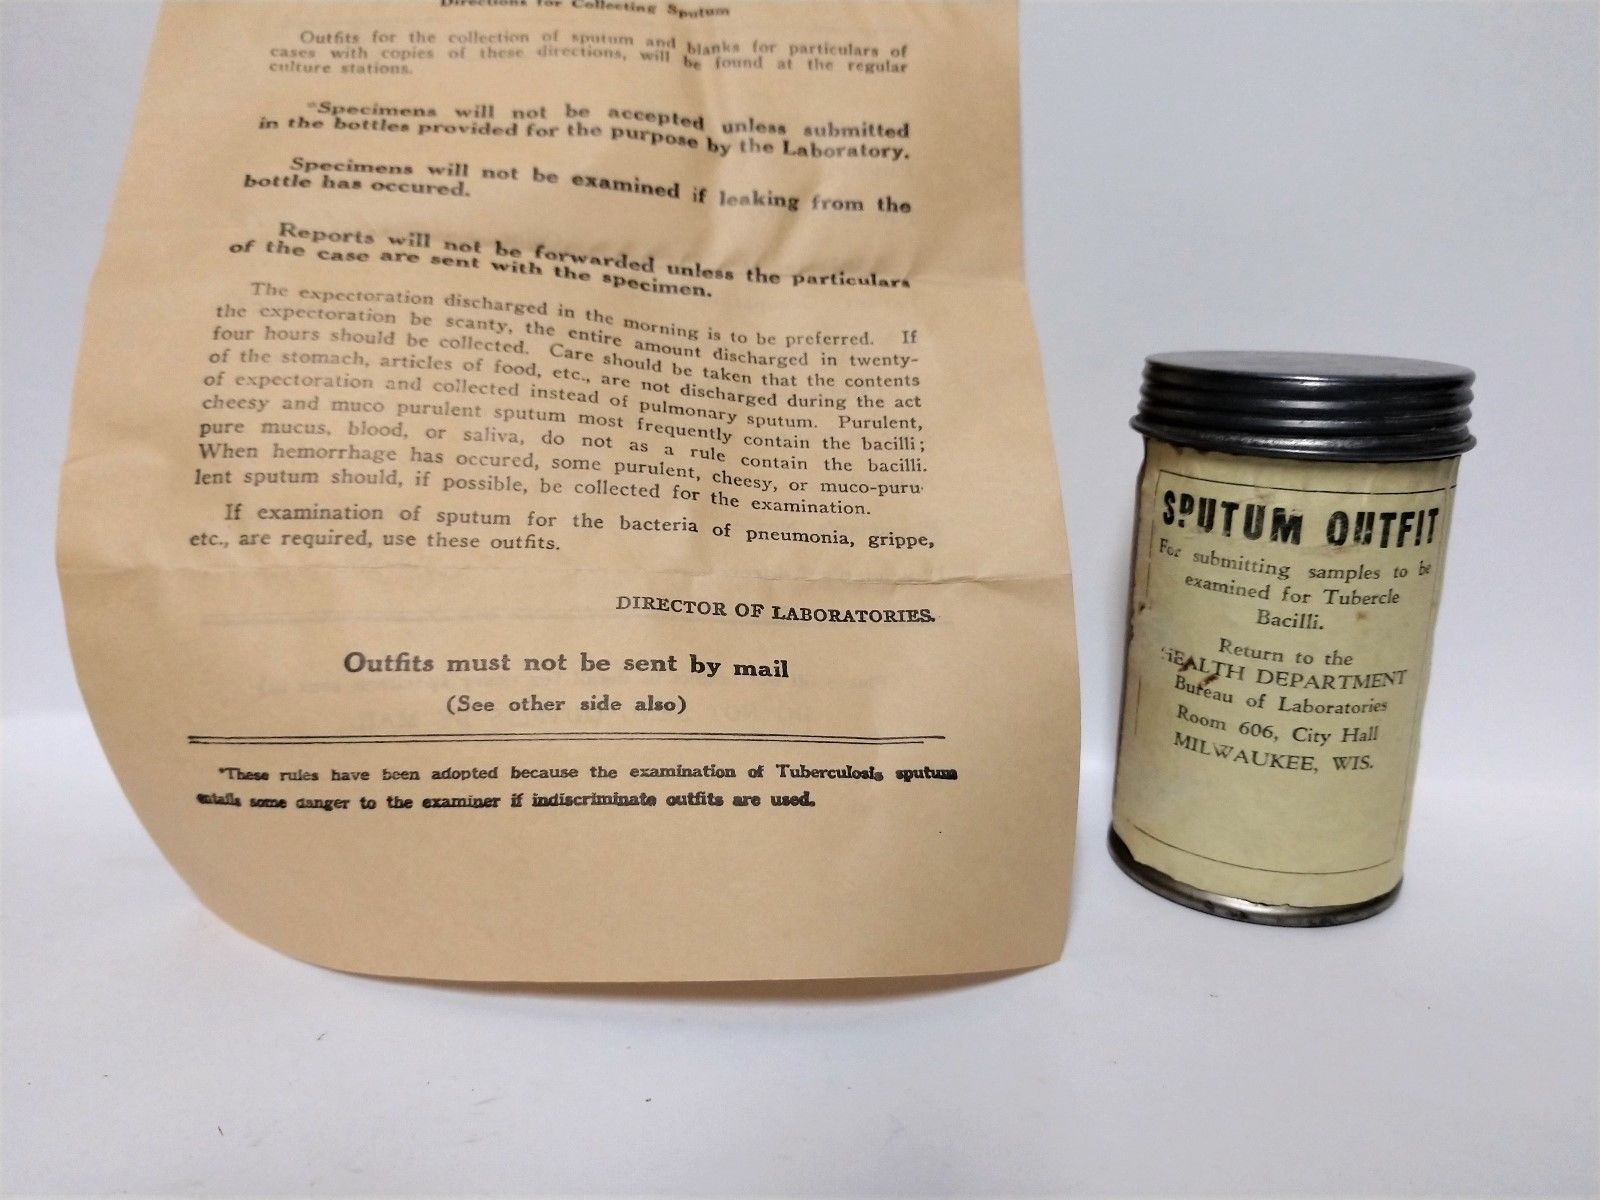 Directions for Collecting Sputum
Outfits for the collection of sputum and blanks for particulars of
cases with copies of these directions, will be found at the regular
culture stations.
*Specimens will not be accepted unless submitted
in the bottles provided for the purpose by the Laboratory.
Specimens will not be examined if leaking from the
bottle has occured.
Reports will not be forwarded unless the particulars
of the case are sent with the specimen.
The expectoration discharged in the morning is to be preferred. If
the expectoration be scanty, the entire amount discharged in twenty-
four hours should be collected. Care should be taken that the contents
of the stomach, articles of food, etc., are not discharged during the act
of expectoration and collected instead of pulmonary sputum. Purulent,
cheesy and muco purulent sputum most frequently contain the bacilli;
pure mucus, blood, or saliva, do not as a rule contain the bacilli.
When hemorrhage has occured, some purulent, cheesy, or muco-puru-
lent sputum should, if possible, be collected for the examination.
If examination of sputum for the bacteria of pneumonia, grippe,
etc., are required, use these outfits.
DIRECTOR OF LABORATORIES.
Outfits must not be sent by mail
(See other side also)
*These rules have been adopted because the examination of Tuberculosis sputum
entails some danger to the examiner if indiscriminate outfits are used.
SPUTUM OUTFIT
For submitting samples to be
examined for Tubercle
Bacilli.
Return to the
HEALTH DEPARTMENT
Bureau of Laboratories
Room 606, City Hall
MILWAUKEE, WIS.